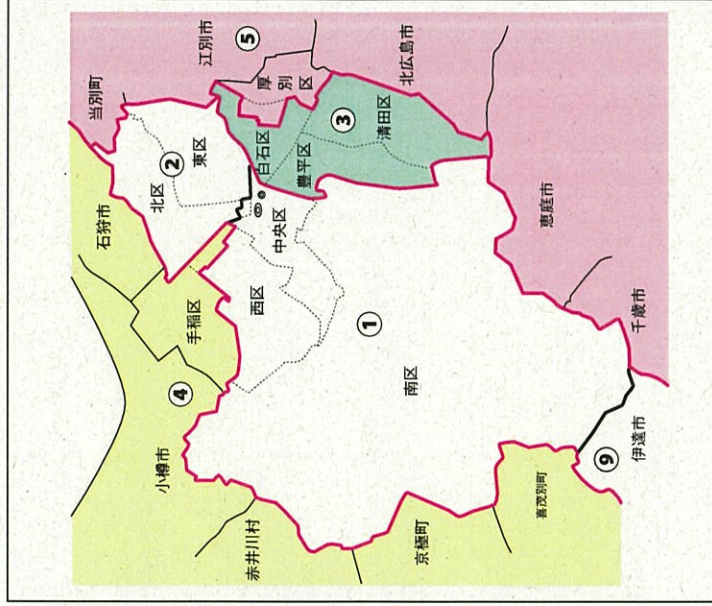 当別町
江別市
⑤
石狩市
北区
②
東区
厚別区
白石区
③
北広島市
豊平区
清田区
手稲区
中央区
西区
④
小樽市
①
南区
恵庭市
千歳市
赤井川村
京極町
喜茂別町
⑨
伊達市